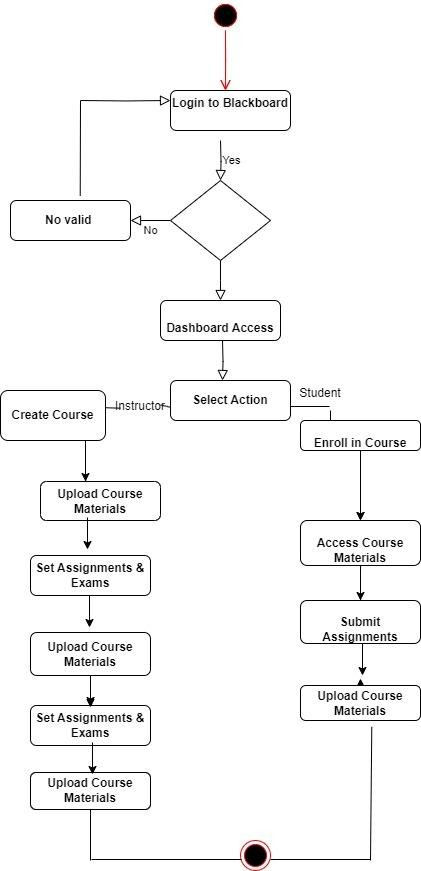 Login to Blackboard
Yes
No valid
No
Dashboard Access
Select Action
Student
Instructor
Create Course
Enroll in Course
Upload Course
Materials
Access Course
Materials
Set Assignments &
Exams
Submit
Assignments
Upload Course
Materials
Upload Course
Materials
Set Assignments &
Exams
Upload Course
Materials